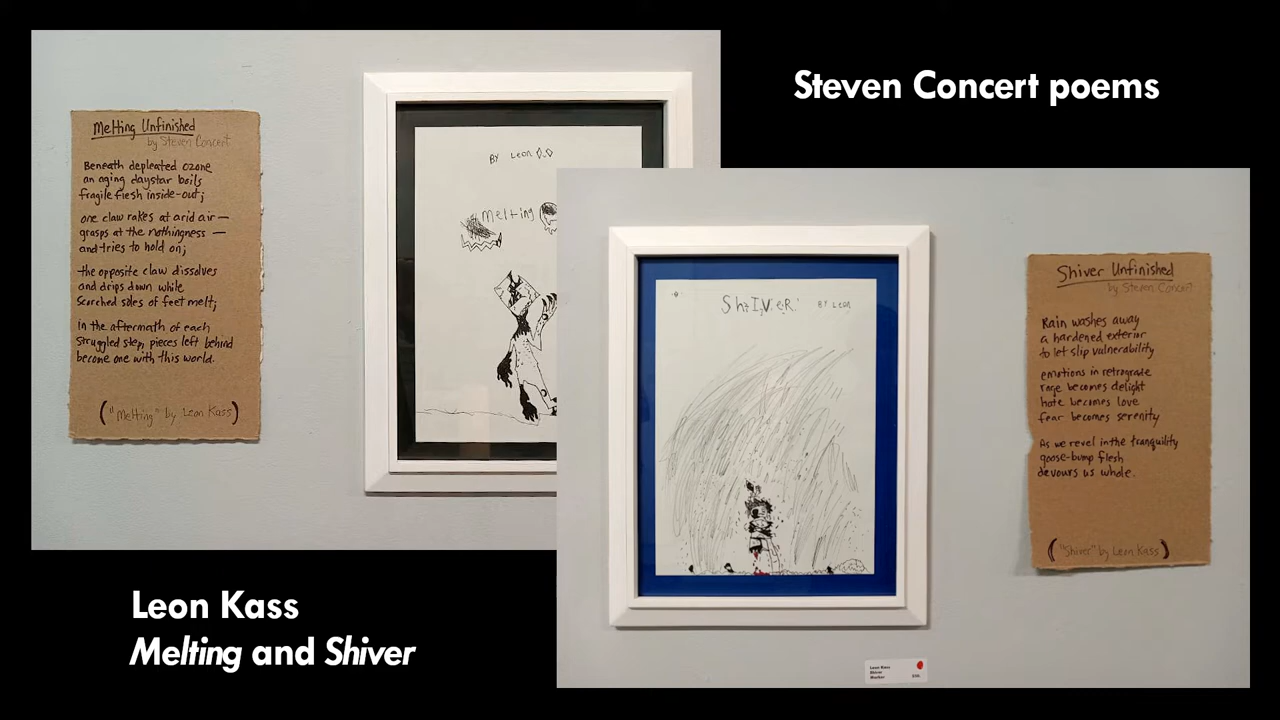 Steven Concert poems
Melting Unfinished
by Steven Concert
Beneath depleated ozone
an aging daystar boils
fragile flesh inside-out;
one claw rakes at arid air —
grasps at the nothingness —
and tries to hold on;
the opposite claw dissolves
and drips down while
scorched soles of feet melt;
in the aftermath of each
struggled step, pieces left behind
become one with this world.
("Melting" by Leon Kass)
BY Leon
melting
ShIVeR BY Leon
Shiver Unfinished
by Steven Concert
Rain washes away
a hardened exterior
to let slip vulnerability
emotions in retrograde
rage becomes delight
hate becomes love
fear becomes serenity
As we revel in the tranquility
goose-bump flesh
devours us whole.
("Shiver" by Leon Kass)
Leon Kass
Shiver
Marker
Leon Kass
Melting and Shiver